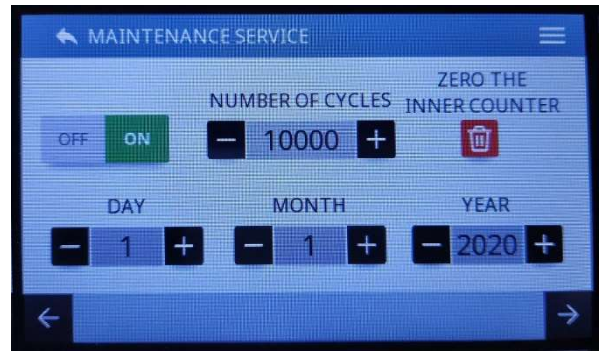 MAINTENANCE SERVICE
ZERO THE
NUMBER OF CYCLES INNER COUNTER
OFF ON
10000
DAY MONTH YEAR
1 1 2020